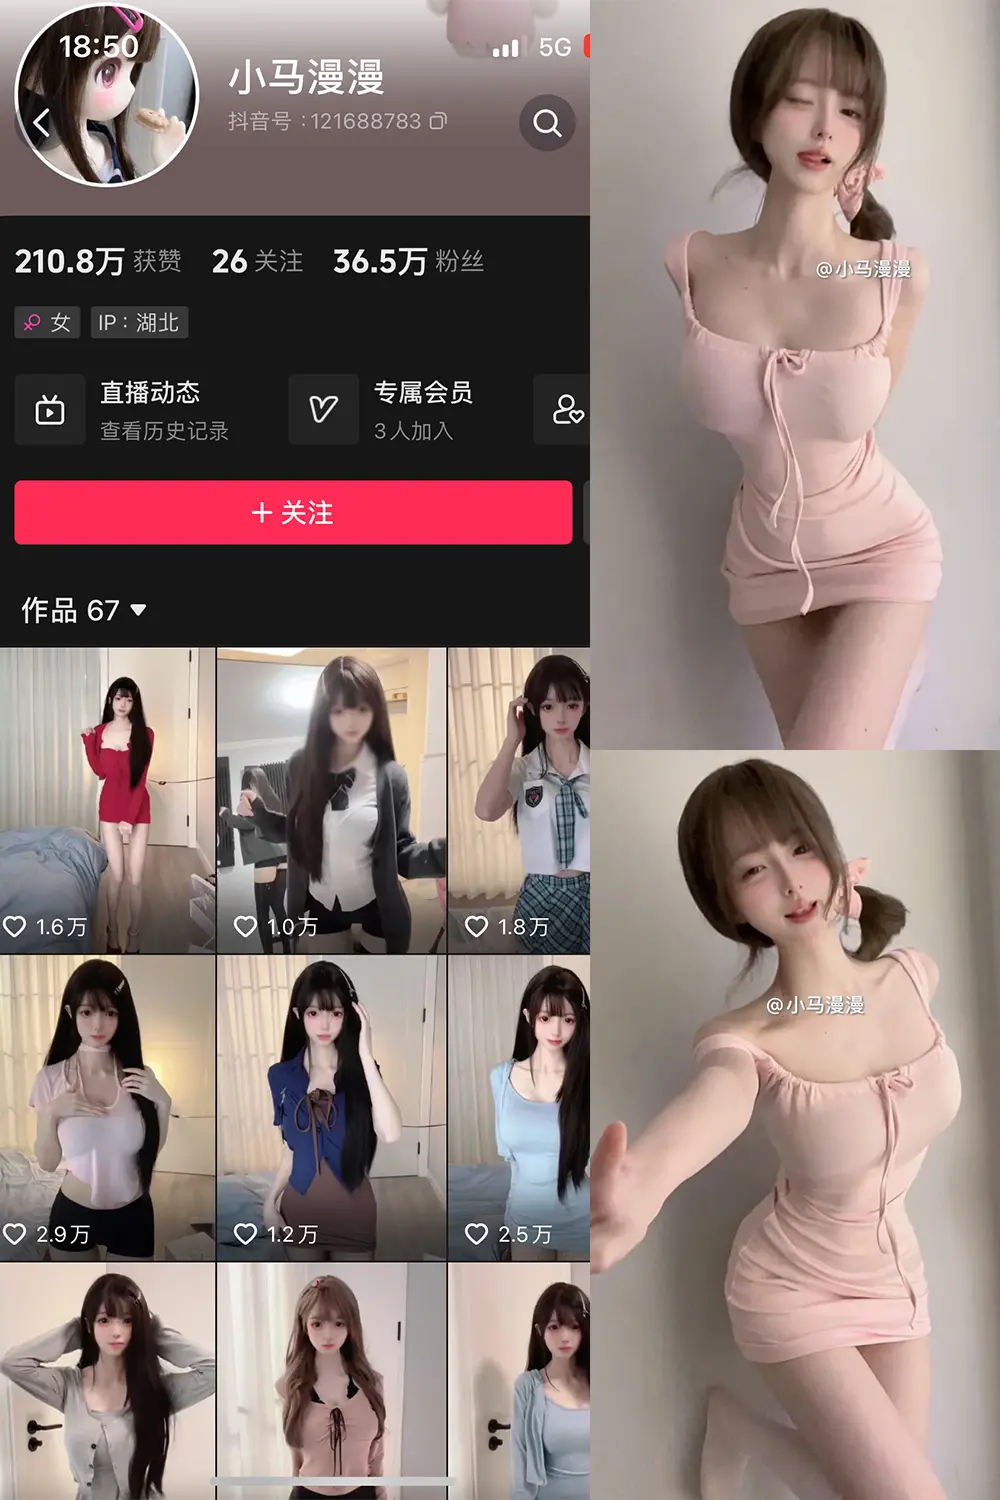 18:50
5G
小马漫漫
抖音号：121688783
210.8万 获赞 26 关注 36.5万 粉丝
女 IP：湖北
直播动态
查看历史记录
专属会员
3人加入
+ 关注
作品 67
1.6万
1.0万
1.8万
2.9万
1.2万
2.5万
@小马漫漫
@小马漫漫